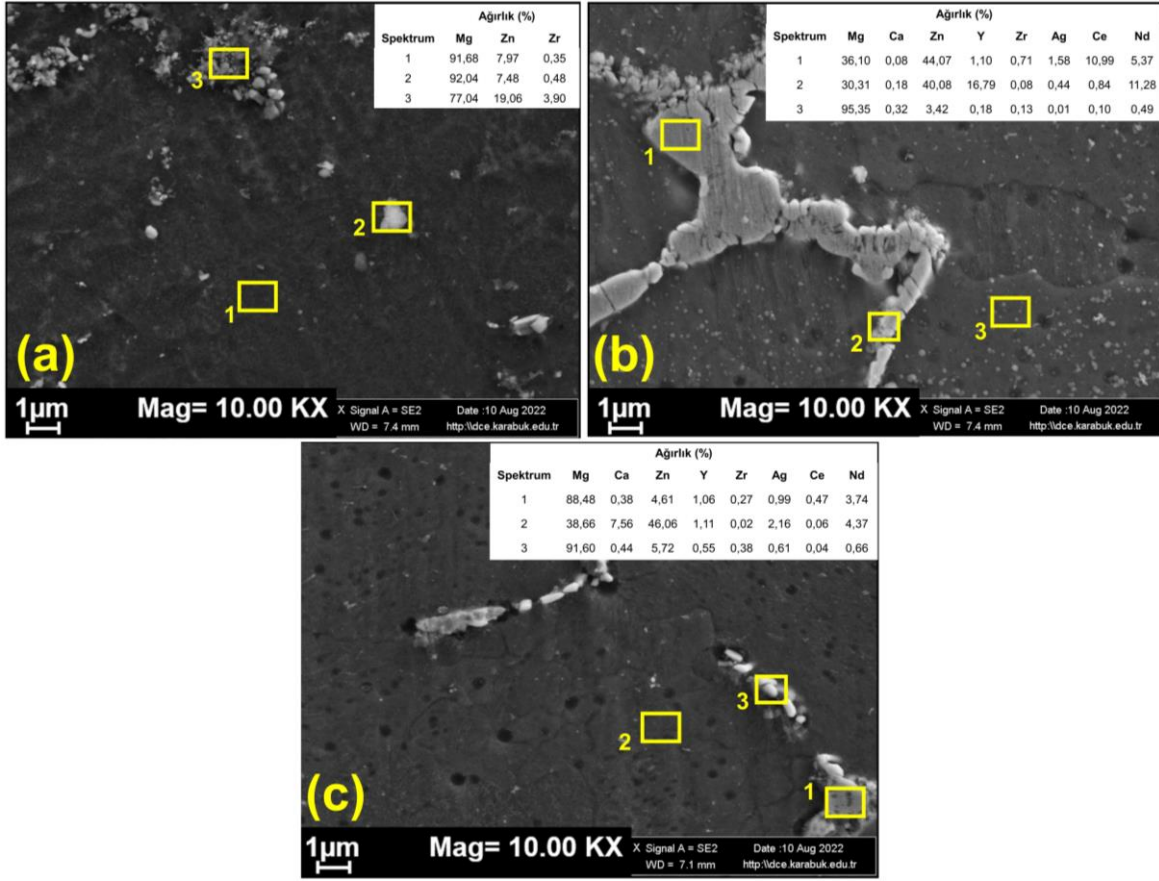 Ağırlık (%)
Spektrum Mg Zn Zr
1 91,68 7,97 0,35
2 92,04 7,48 0,48
3 77,04 19,06 3,90
3
2
1
(a)
1µm
Mag= 10.00 KX
X Signal A = SE2 Date :10 Aug 2022
WD = 7.4 mm http:\\dce.karabuk.edu.tr
Ağırlık (%)
Spektrum Mg Ca Zn Y Zr Ag Ce Nd
1 36,10 0,08 44,07 1,10 0,71 1,58 10,99 5,37
2 30,31 0,18 40,08 16,79 0,08 0,44 0,84 11,28
3 95,35 0,32 3,42 0,18 0,13 0,01 0,10 0,49
1
2
3
(b)
1µm
Mag= 10.00 KX
X Signal A = SE2 Date :10 Aug 2022
WD = 7.4 mm http:\\dce.karabuk.edu.tr
Ağırlık (%)
Spektrum Mg Ca Zn Y Zr Ag Ce Nd
1 88,48 0,38 4,61 1,06 0,27 0,99 0,47 3,74
2 38,66 7,56 46,06 1,11 0,02 2,16 0,06 4,37
3 91,60 0,44 5,72 0,55 0,38 0,61 0,04 0,66
3
2
1
(c)
1µm
Mag= 10.00 KX
X Signal A = SE2 Date :10 Aug 2022
WD = 7.1 mm http:\\dce.karabuk.edu.tr